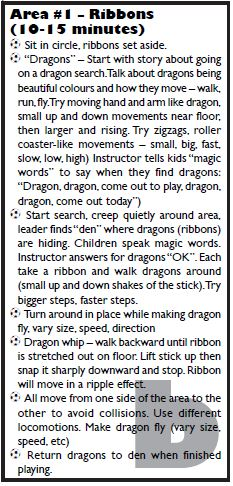 Area #1 – Ribbons
(10-15 minutes)
Sit in circle, ribbons set aside.
“Dragons” – Start with story about going
on a dragon search.Talk about dragons being
beautiful colours and how they move – walk,
run, fly.Try moving hand and arm like dragon,
small up and down movements near floor,
then larger and rising. Try zigzags, roller
coaster-like movements – small, big, fast,
slow, low, high) Instructor tells kids “magic
words” to say when they find dragons:
“Dragon, dragon, come out to play, dragon,
dragon, come out today”)
Start search, creep quietly around area,
leader finds “den” where dragons (ribbons)
are hiding. Children speak magic words.
Instructor answers for dragons “OK”. Each
take a ribbon and walk dragons around
(small up and down shakes of the stick). Try
bigger steps, faster steps.
Turn around in place while making dragon
fly, vary size, speed, direction
Dragon whip – walk backward until ribbon
is stretched out on floor. Lift stick up then
snap it sharply downward and stop. Ribbon
will move in a ripple effect.
All move from one side of the area to the
other to avoid collisions. Use different
locomotions. Make dragon fly (vary size,
speed, etc)
Return dragons to den when finished
playing.
b